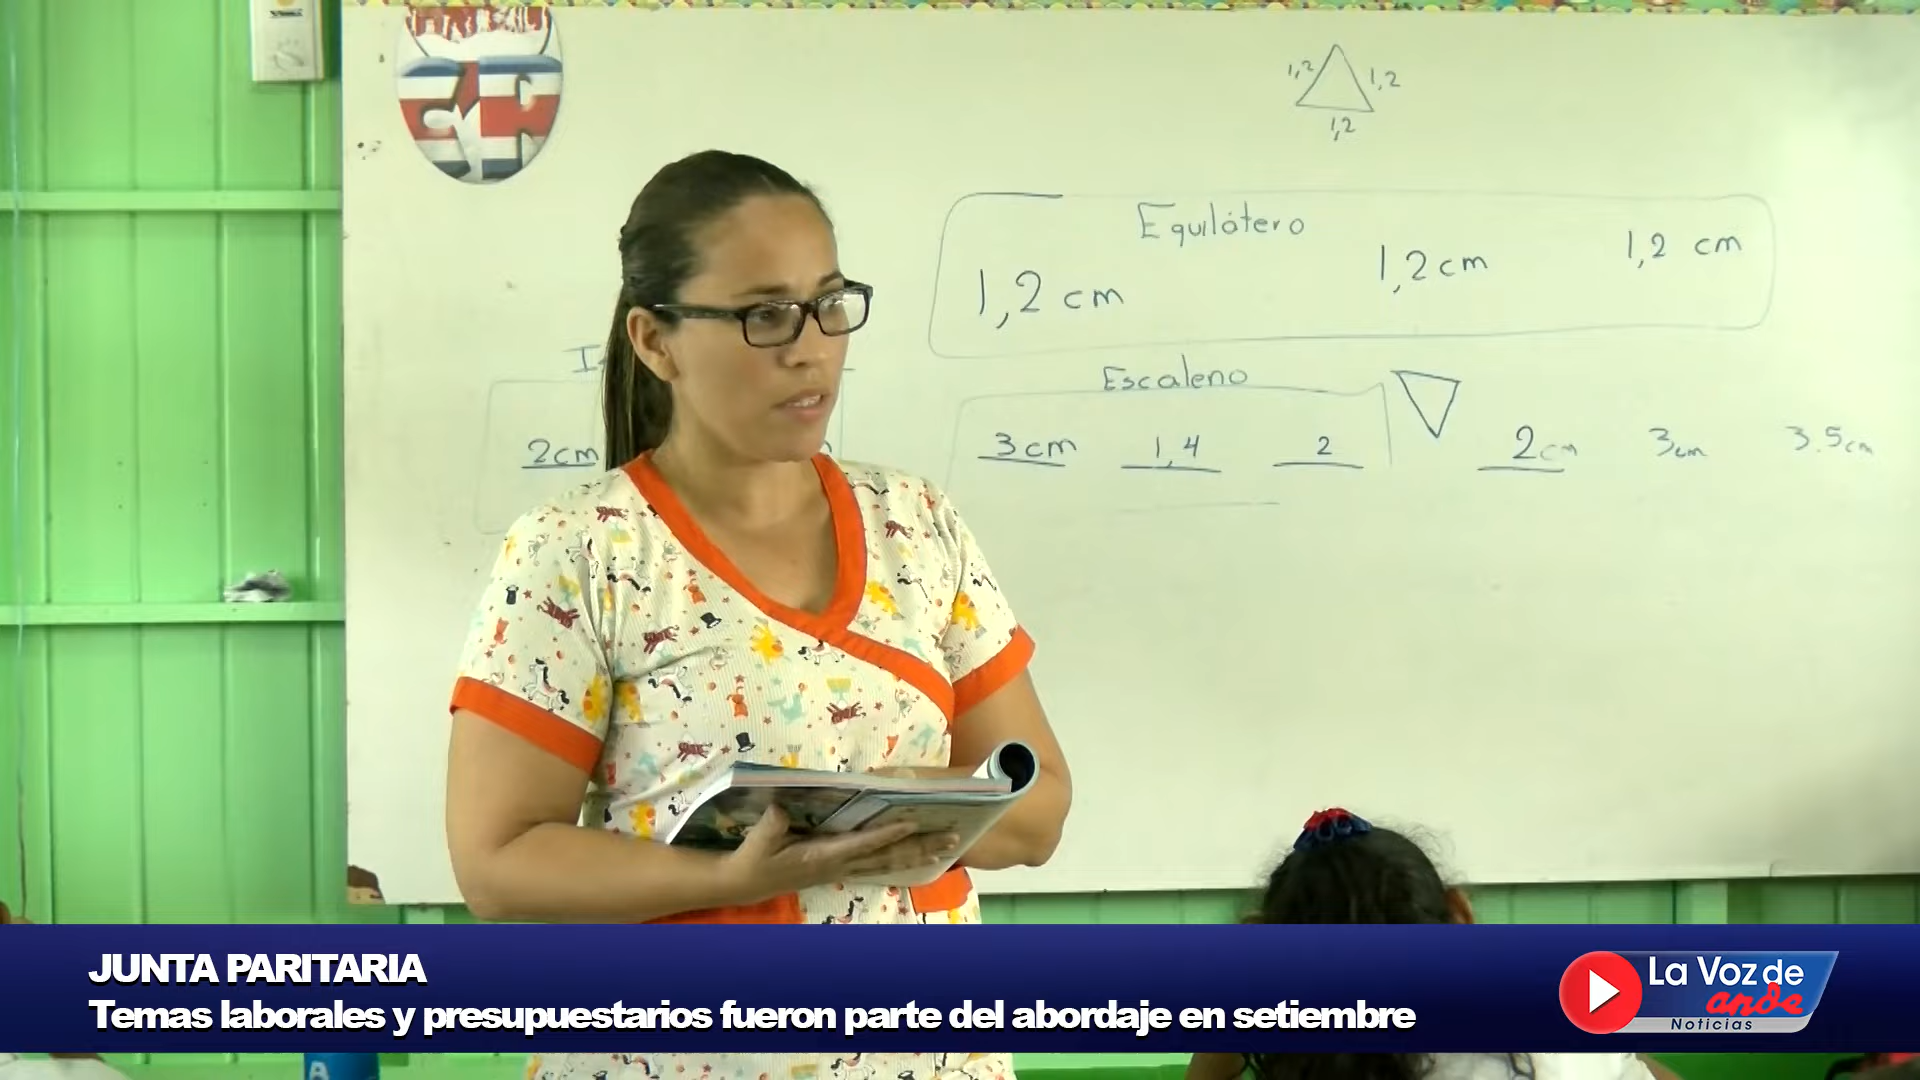 1,2
1,2
1,2
Equilátero
1,2 cm
1,2 cm
1,2 cm
Escaleno
2cm
3cm
1,4
2
2cm
3cm
3.5cm
JUNTA PARITARIA
Temas laborales y presupuestarios fueron parte del abordaje en setiembre
La Voz de
ande
Noticias
A